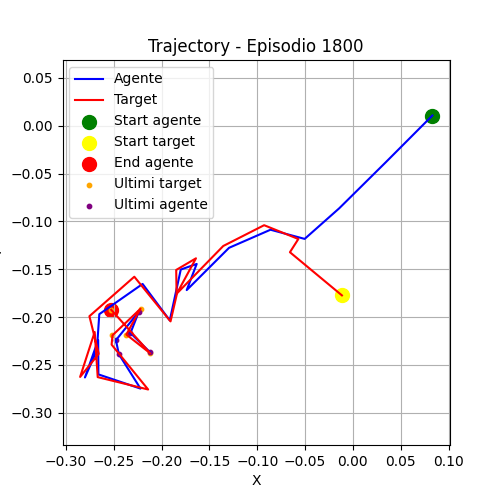 Trajectory - Episodio 1800
Agente
Target
Start agente
Start target
End agente
Ultimi target
Ultimi agente
0.05
0.00
−0.05
−0.10
−0.15
−0.20
−0.25
−0.30
−0.30 −0.25 −0.20 −0.15 −0.10 −0.05 0.00 0.05 0.10
X